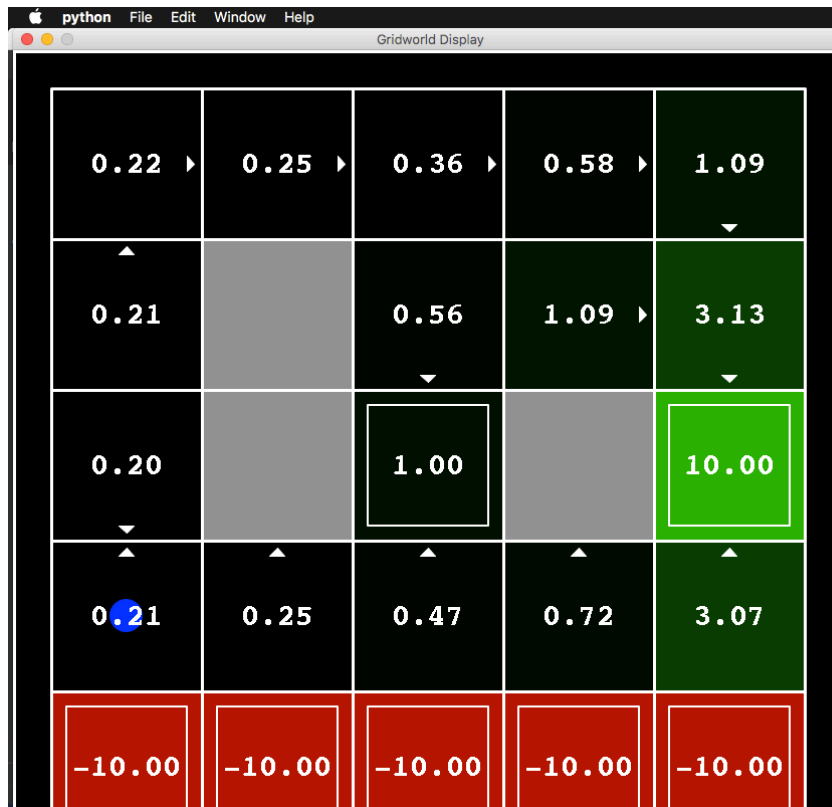 python File Edit Window Help
Gridworld Display
0.22 0.25 0.36 0.58 1.09
0.21 0.56 1.09 3.13
0.20 1.00 10.00
0.21 0.25 0.47 0.72 3.07
-10.00 -10.00 -10.00 -10.00 -10.00